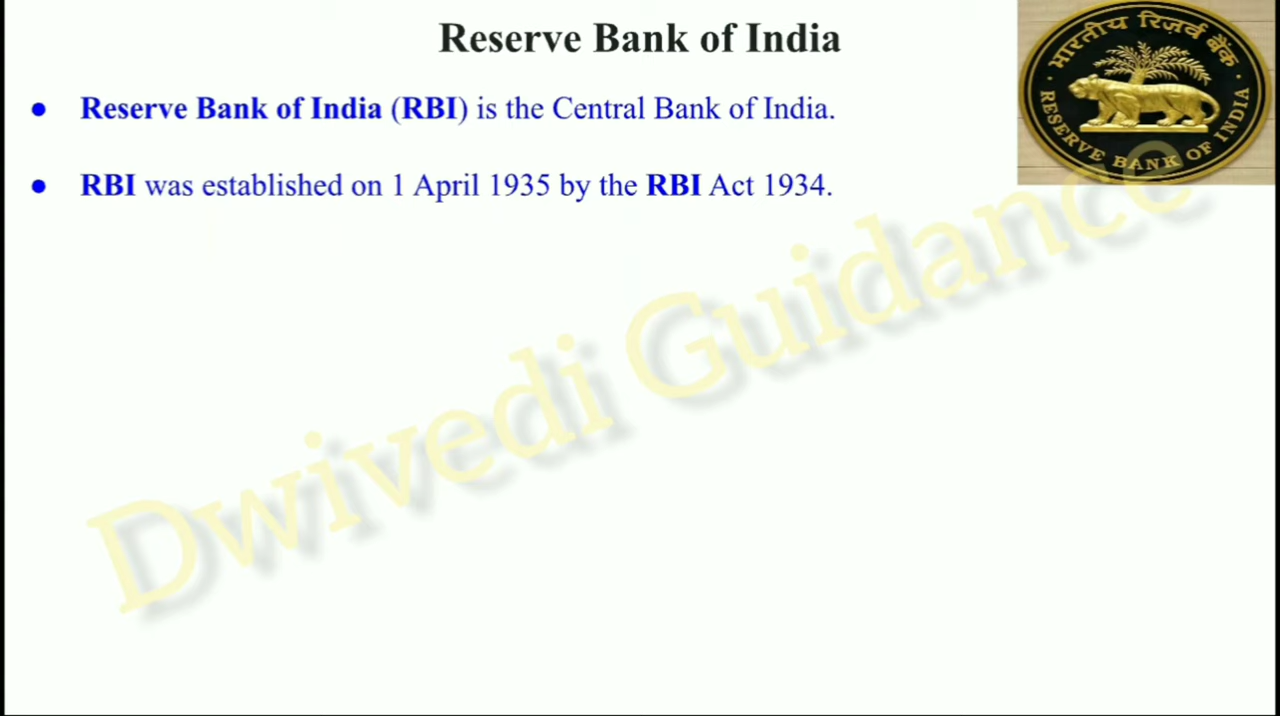 Reserve Bank of India
भारतीय रिज़र्व बैंक
RESERVE BANK OF INDIA
● Reserve Bank of India (RBI) is the Central Bank of India.
● RBI was established on 1 April 1935 by the RBI Act 1934.
Dwivedi Guidance